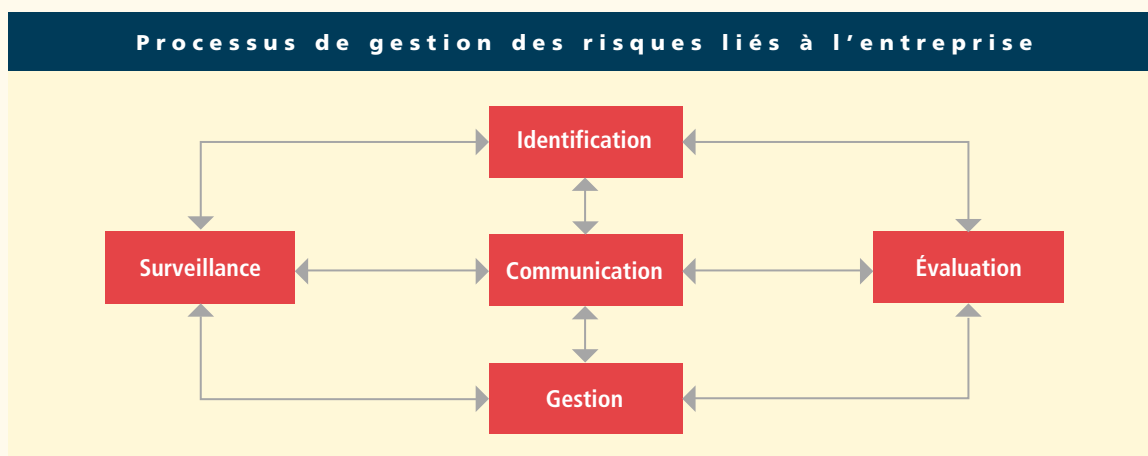 Processus de gestion des risques liés à l’entreprise
Identification
Surveillance
Communication
Évaluation
Gestion